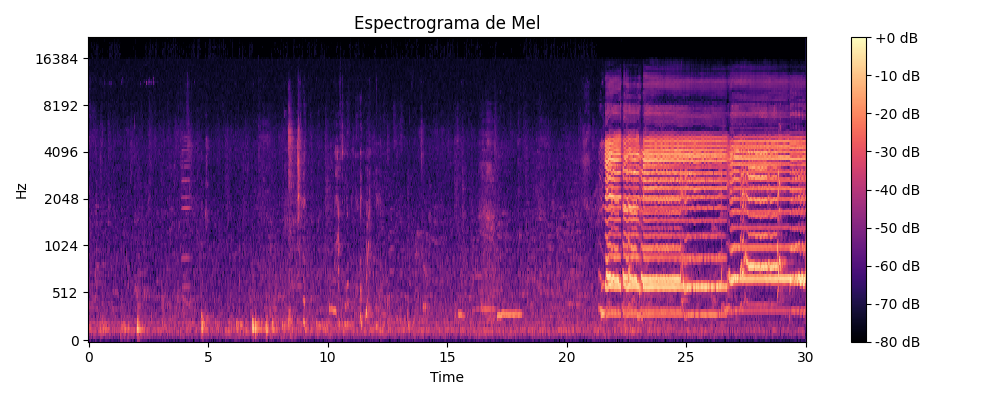 Espectrograma de Mel
Hz
16384
8192
4096
2048
1024
512
0
0 5 10 15 20 25 30
Time
+0 dB
-10 dB
-20 dB
-30 dB
-40 dB
-50 dB
-60 dB
-70 dB
-80 dB